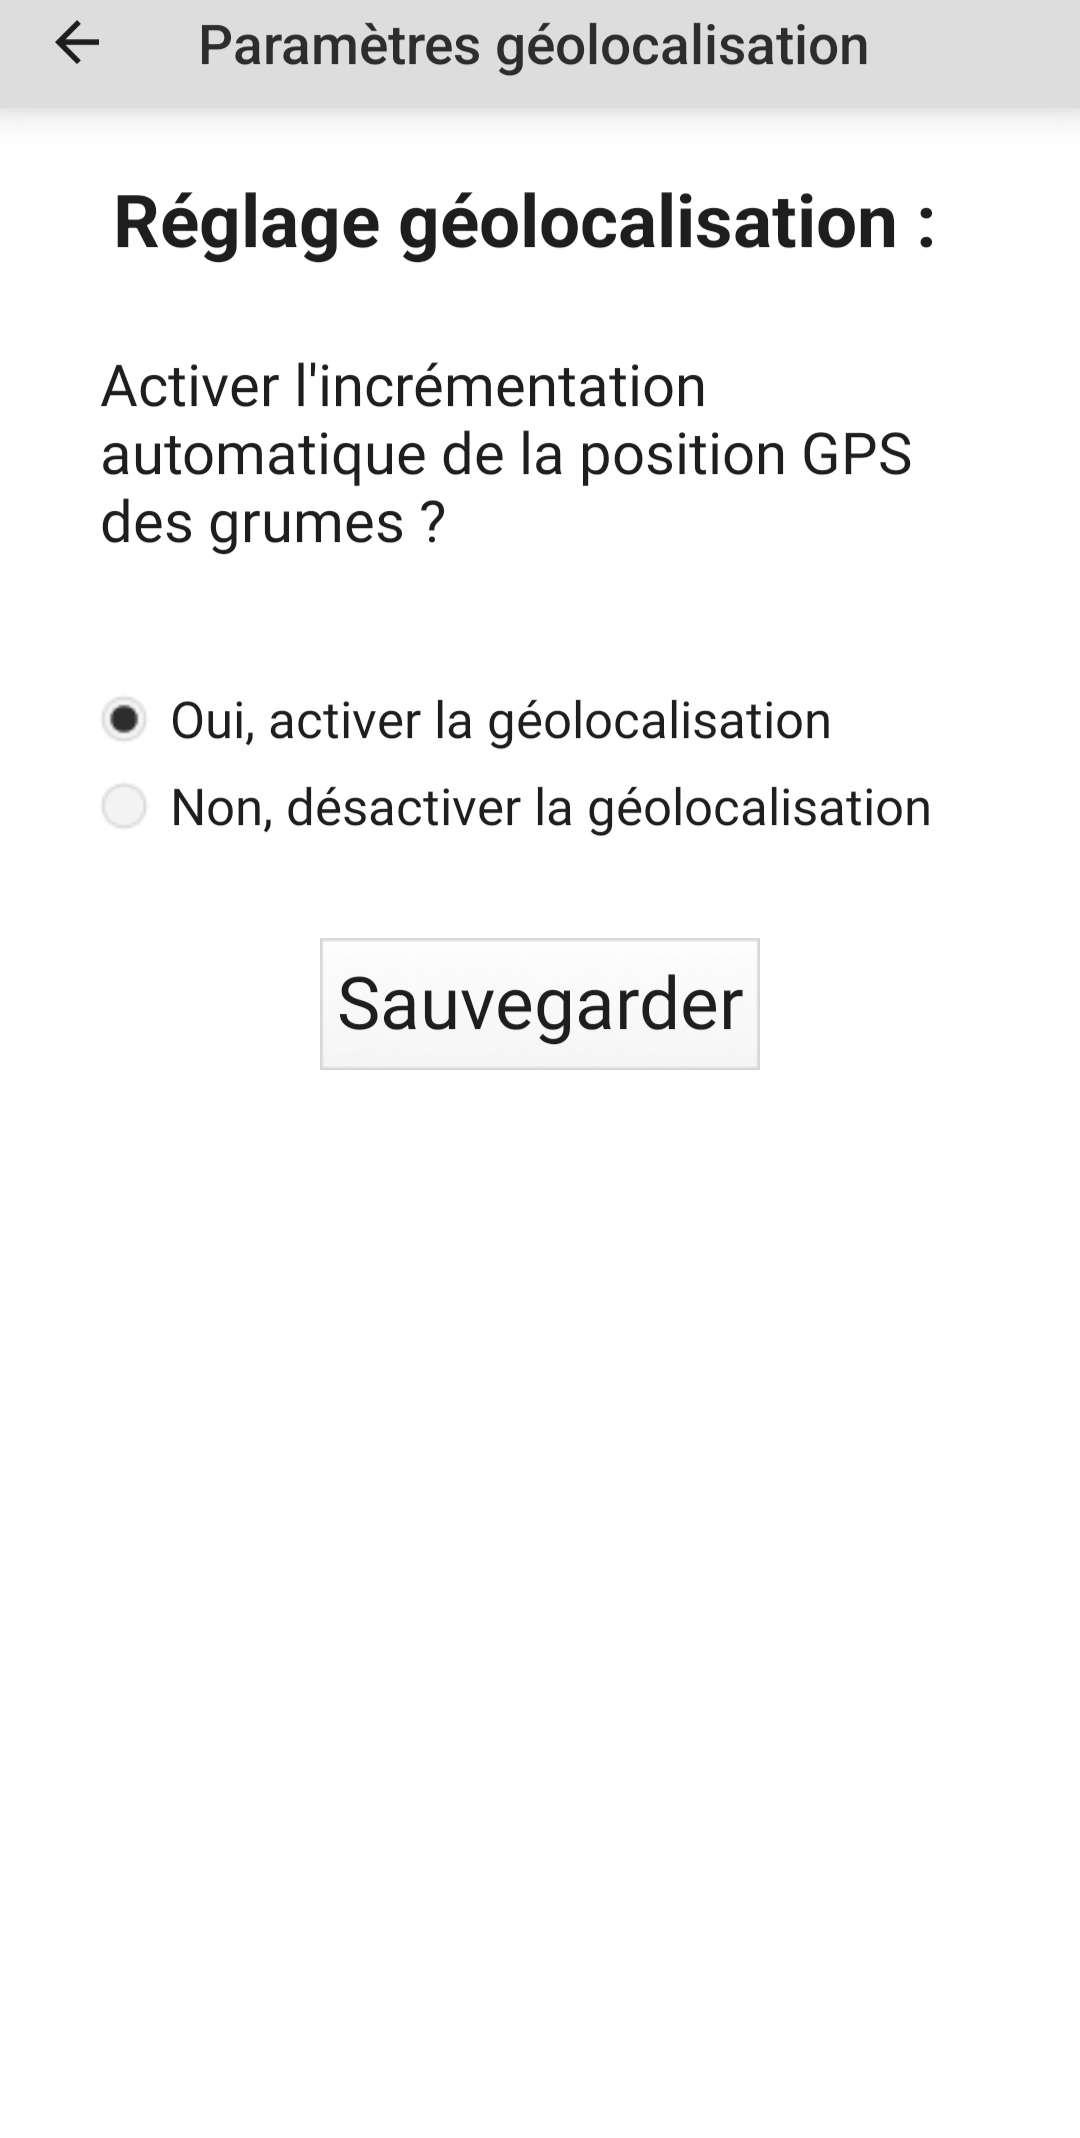 Paramètres géolocalisation
Réglage géolocalisation :
Activer l'incrémentation
automatique de la position GPS
des grumes ?
Oui, activer la géolocalisation
Non, désactiver la géolocalisation
Sauvegarder